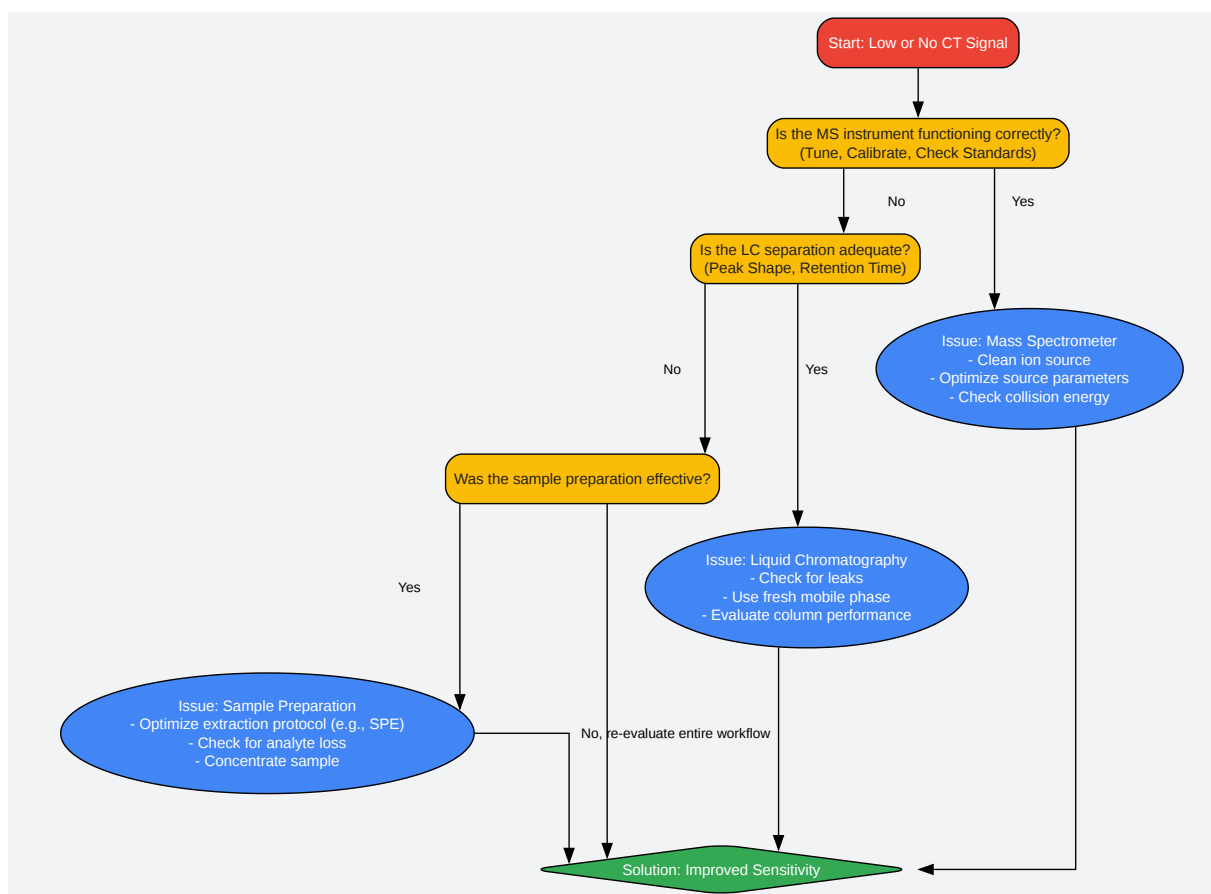 Start: Low or No CT Signal
Is the MS instrument functioning correctly?
(Tune, Calibrate, Check Standards)
No
Yes
Is the LC separation adequate?
(Peak Shape, Retention Time)
Issue: Mass Spectrometer
- Clean ion source
- Optimize source parameters
- Check collision energy
No
Yes
Was the sample preparation effective?
Issue: Liquid Chromatography
- Check for leaks
- Use fresh mobile phase
- Evaluate column performance
Yes
Issue: Sample Preparation
- Optimize extraction protocol (e.g., SPE)
- Check for analyte loss
- Concentrate sample
No, re-evaluate entire workflow
Solution: Improved Sensitivity